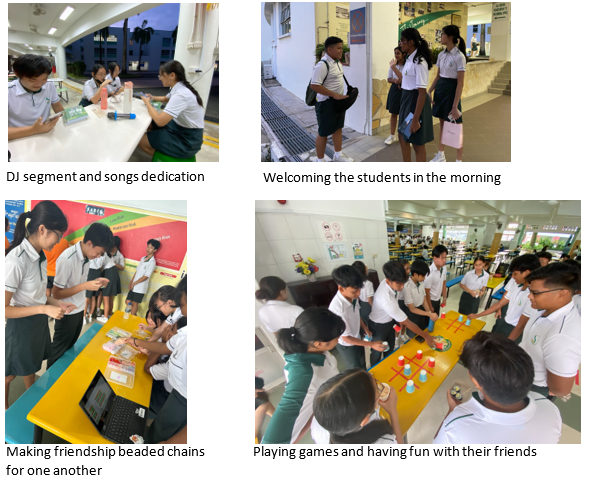 DJ segment and songs dedication
Welcoming the students in the morning
Making friendship beaded chains
for one another
Playing games and having fun with their friends